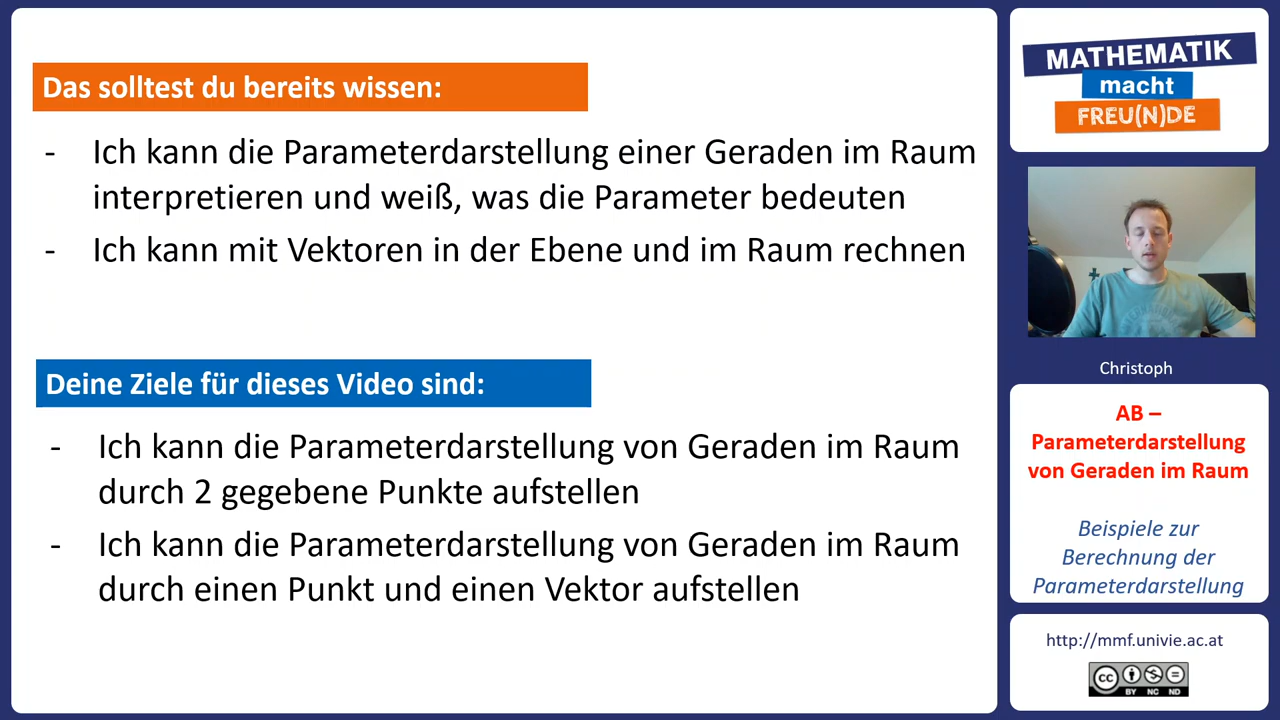 Das solltest du bereits wissen:
- Ich kann die Parameterdarstellung einer Geraden im Raum
interpretieren und weiß, was die Parameter bedeuten
- Ich kann mit Vektoren in der Ebene und im Raum rechnen
Deine Ziele für dieses Video sind:
- Ich kann die Parameterdarstellung von Geraden im Raum
durch 2 gegebene Punkte aufstellen
- Ich kann die Parameterdarstellung von Geraden im Raum
durch einen Punkt und einen Vektor aufstellen
MATHEMATIK
macht
FREU(N)DE
Christoph
AB –
Parameterdarstellung
von Geraden im Raum
Beispiele zur
Berechnung der
Parameterdarstellung
http://mmf.univie.ac.at
cc
BY NC ND